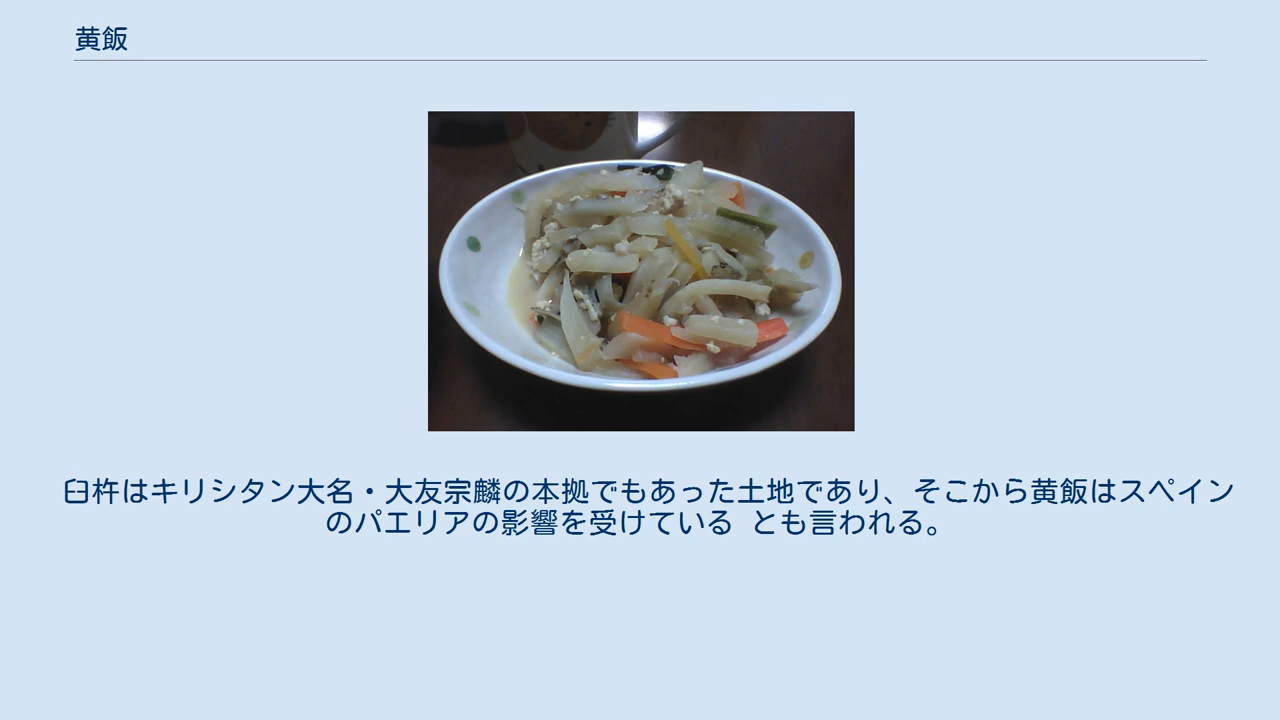 黄飯
臼杵はキリシタン大名・大友宗麟の本拠でもあった土地であり、そこから黄飯はスペイン
のパエリアの影響を受けている とも言われる。